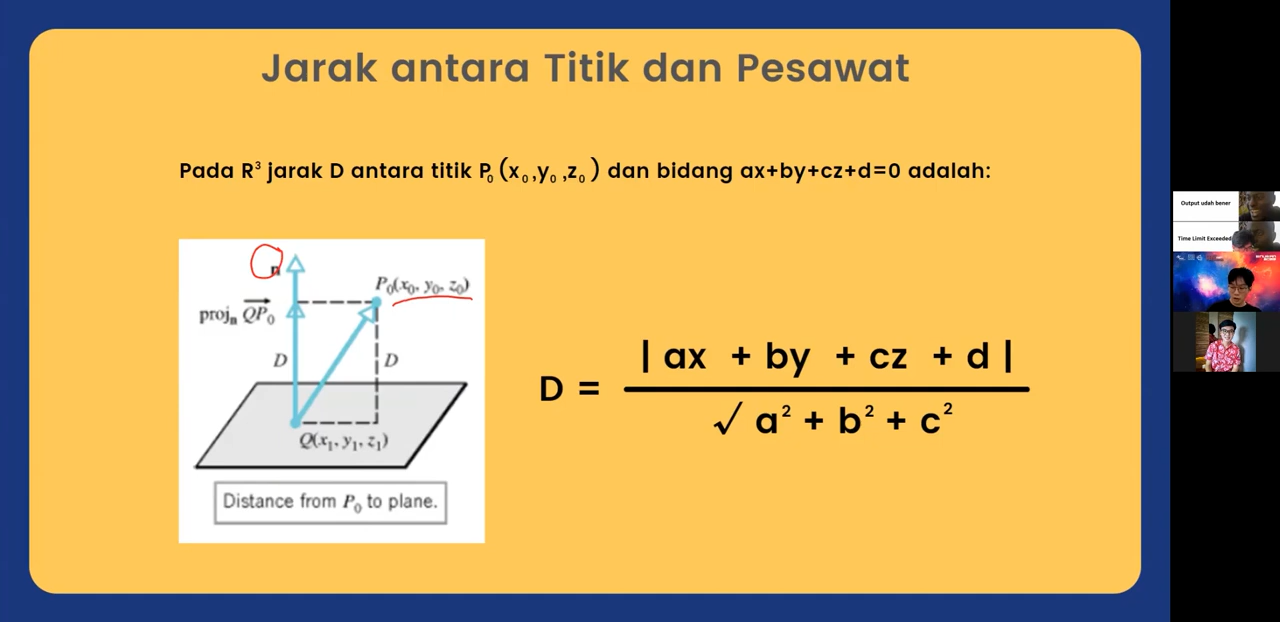 Jarak antara Titik dan Pesawat
Pada R³ jarak D antara titik P₀ (x₀ ,y₀ ,z₀ ) dan bidang ax+by+cz+d=0 adalah:
n
P₀(x₀, y₀, z₀)
projₙ QP₀
D
D
Q(x₁, y₁, z₁)
Distance from P₀ to plane.
D = | ax + by + cz + d |
√ a² + b² + c²
Output udah bener
Time Limit Exceeded